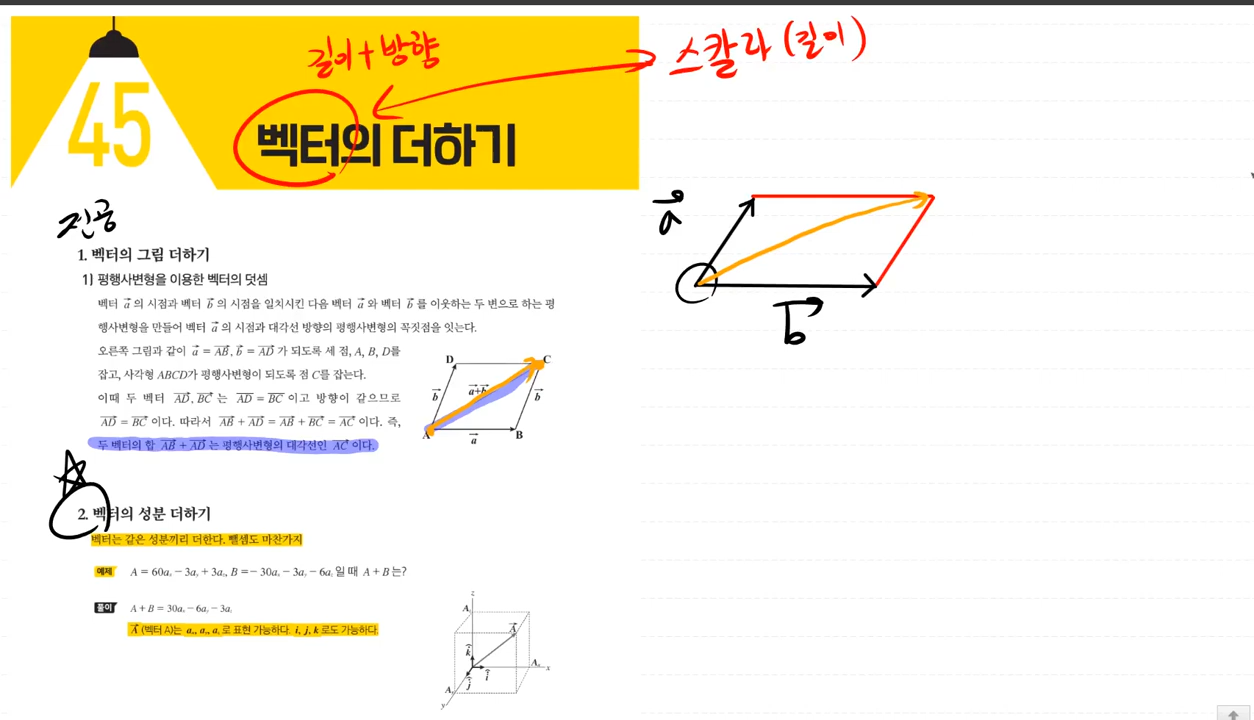 길이 + 방향
스칼라 (길이)
45
벡터의 더하기
전공
1. 벡터의 그림 더하기
1) 평행사변형을 이용한 벡터의 덧셈
벡터 a⃗ 의 시점과 벡터 b⃗ 의 시점을 일치시킨 다음 벡터 a⃗ 와 벡터 b⃗ 를 이웃하는 두 변으로 하는 평
행사변형을 만들어 벡터 a⃗ 의 시점과 대각선 방향의 평행사변형의 꼭짓점을 잇는다.
오른쪽 그림과 같이 a⃗ = AB⃗, b⃗ = AD⃗ 가 되도록 세 점, A, B, D를
잡고, 사각형 ABCD가 평행사변형이 되도록 점 C를 잡는다.
이때 두 벡터 AD⃗, BC⃗ 는 AD̅ = BC̅ 이고 방향이 같으므로
AD⃗ = BC⃗ 이다. 따라서 AB⃗ + AD⃗ = AB⃗ + BC⃗ = AC⃗ 이다. 즉,
두 벡터의 합 AB⃗ + AD⃗ 는 평행사변형의 대각선인 AC⃗ 이다.
D C
b⃗ a⃗+b⃗ b⃗
A B
a⃗
2. 벡터의 성분 더하기
벡터는 같은 성분끼리 더한다. 뺄셈도 마찬가지
예제 A = 60aₓ − 3aᵧ + 3a_z, B = − 30aₓ − 3aᵧ − 6a_z 일 때 A + B 는?
풀이 A + B = 30aₓ − 6aᵧ − 3a_z
A⃗ (벡터 A)는 aₓ, aᵧ, a_z 로 표현 가능하다. i, j, k 로도 가능하다.
z
A_z
A⃗
k̂
Aₓ x
ĵ î
Aᵧ
y
a⃗
b⃗